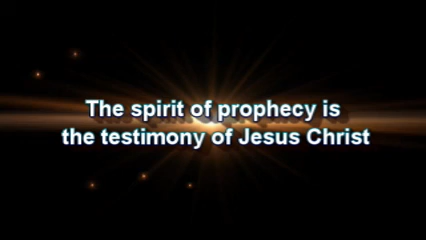 The spirit of prophecy is
the testimony of Jesus Christ